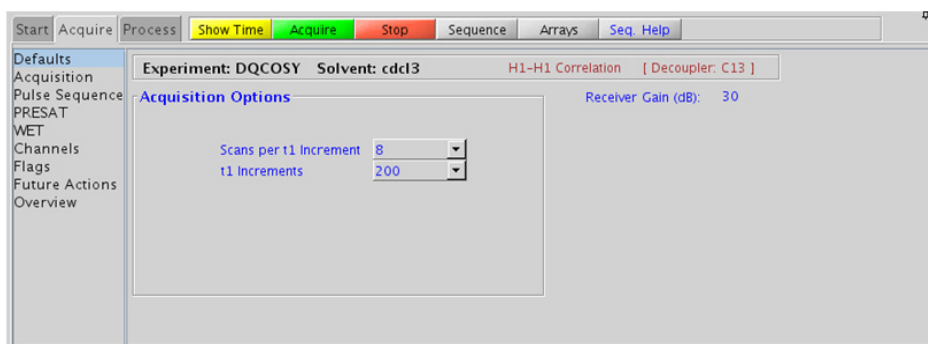 Start Acquire Process Show Time Acquire Stop Sequence Arrays Seq. Help
Defaults
Acquisition
Pulse Sequence
PRESAT
WET
Channels
Flags
Future Actions
Overview
Experiment: DQCOSY Solvent: cdcl3 H1-H1 Correlation [ Decoupler: C13 ]
Acquisition Options
Receiver Gain (dB): 30
Scans per t1 Increment 8
t1 Increments 200